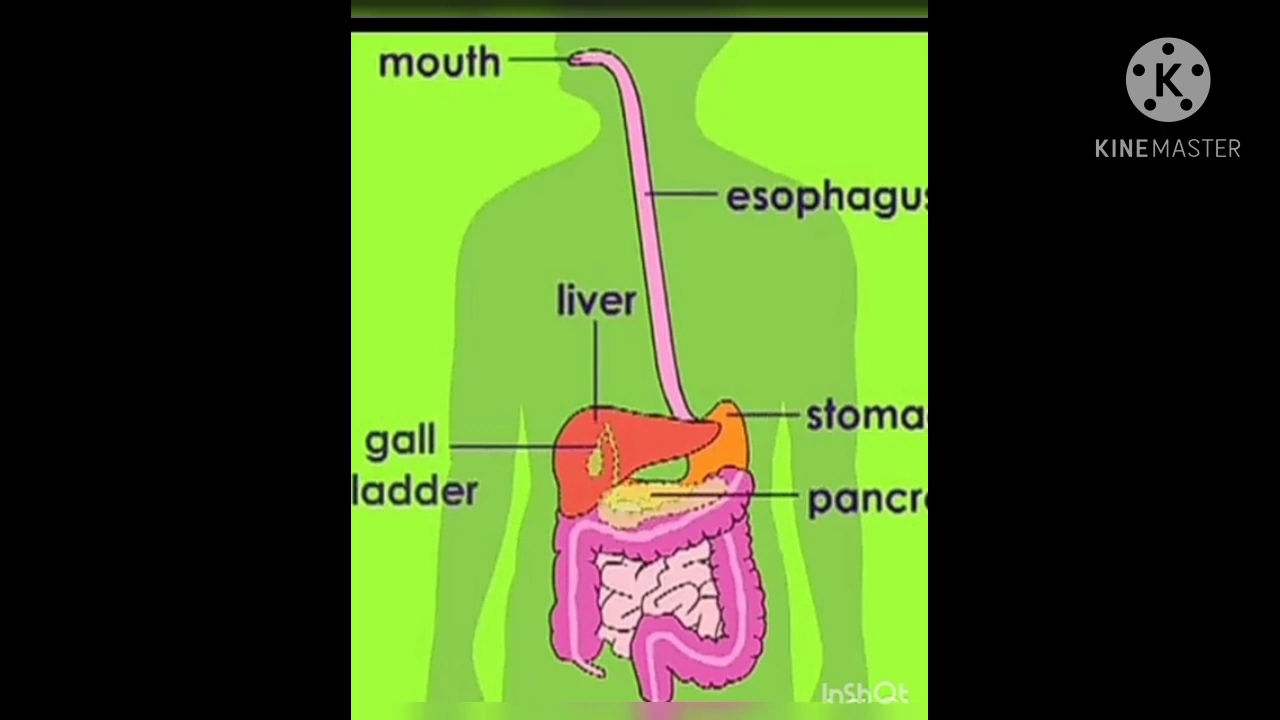 mouth
K
KINEMASTER
esophagus
liver
stoma
gall
ladder
pancr
InShOt